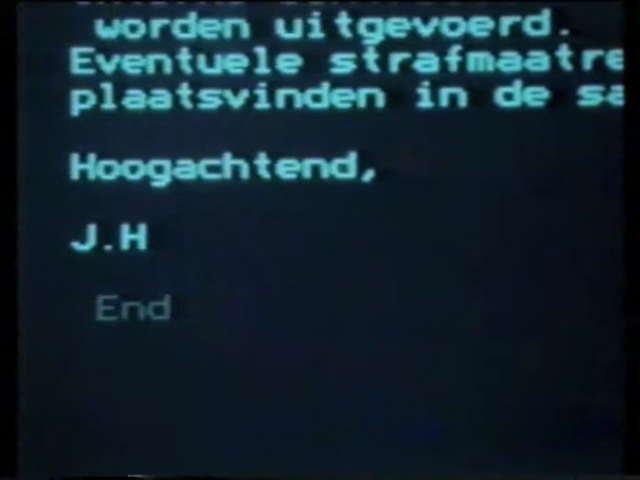 worden uitgevoerd.
Eventuele strafmaatre
plaatsvinden in de sa
Hoogachtend,
J.H
End